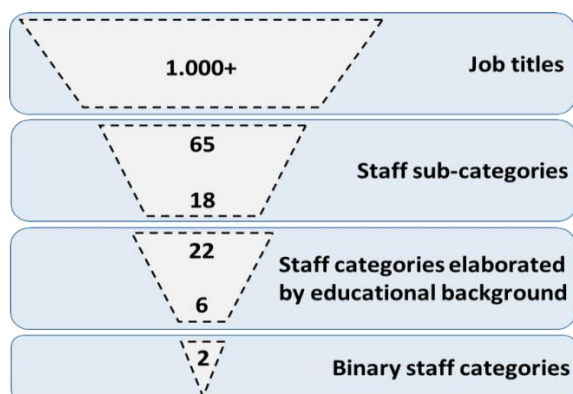 1.000+
Job titles
65
Staff sub-categories
18
22
Staff categories elaborated
by educational background
6
2
Binary staff categories